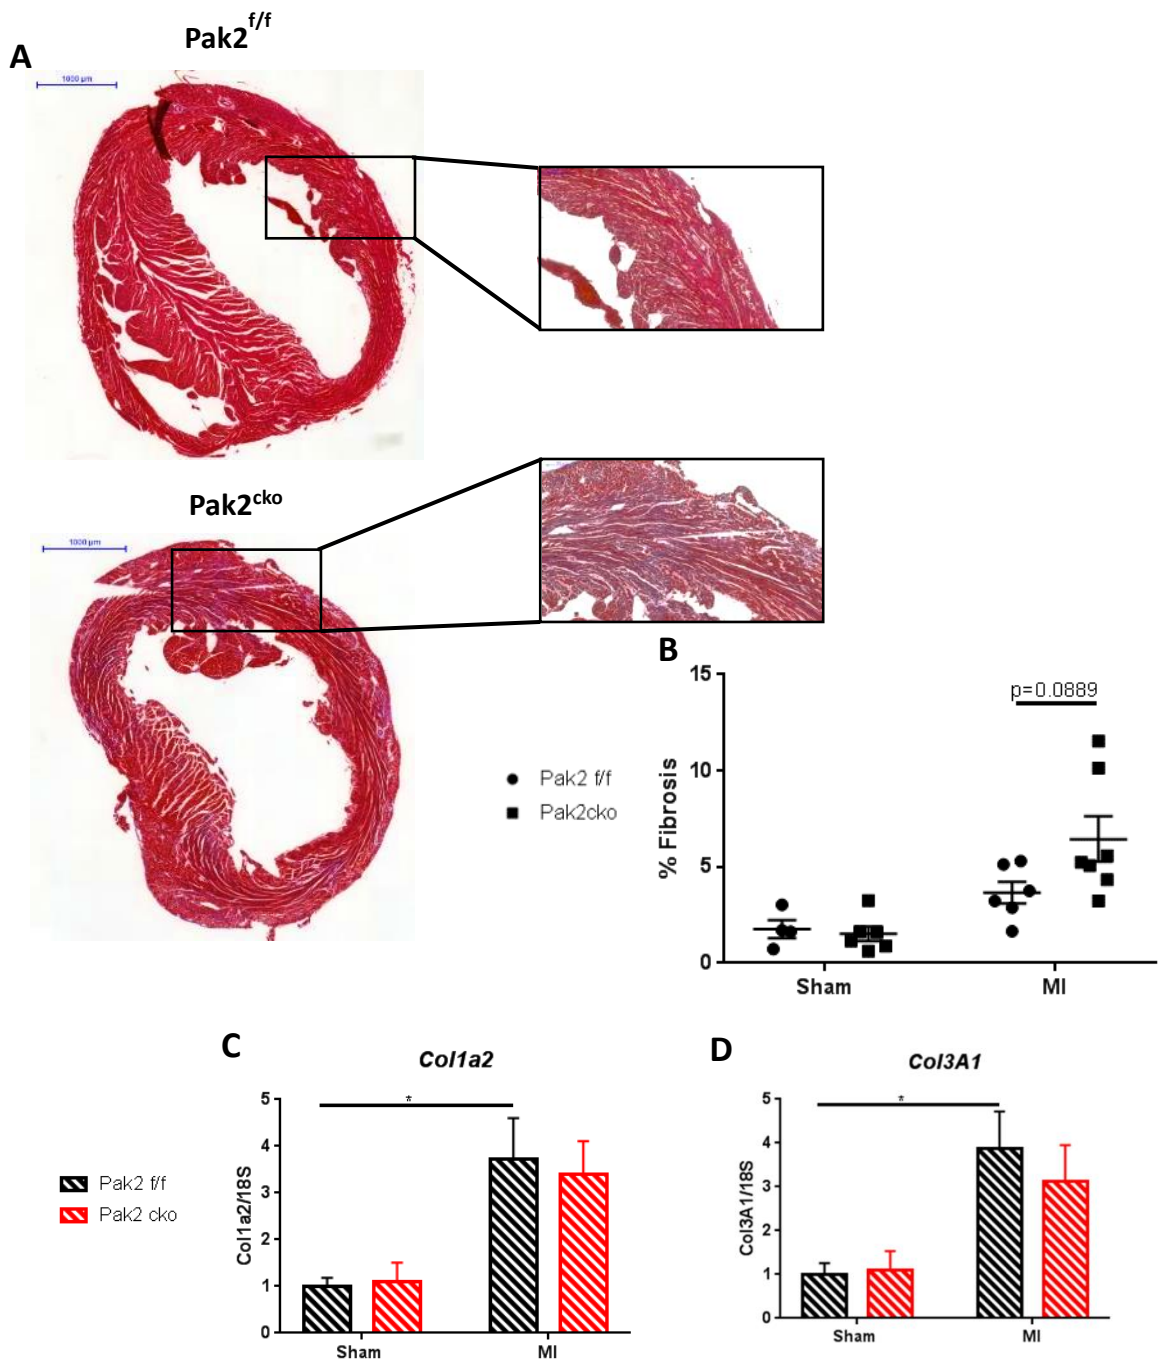 A
Pak2f/f
1000 µm
Pak2cko
1000 µm
B
15
10
5
0
% Fibrosis
p=0.0889
Pak2 f/f
Pak2cko
Sham
MI
C
Col1a2
5
4
3
2
1
0
Col1a2/18S
*
Sham
MI
Pak2 f/f
Pak2 cko
D
Col3A1
5
4
3
2
1
0
Col3A1/18S
*
Sham
MI